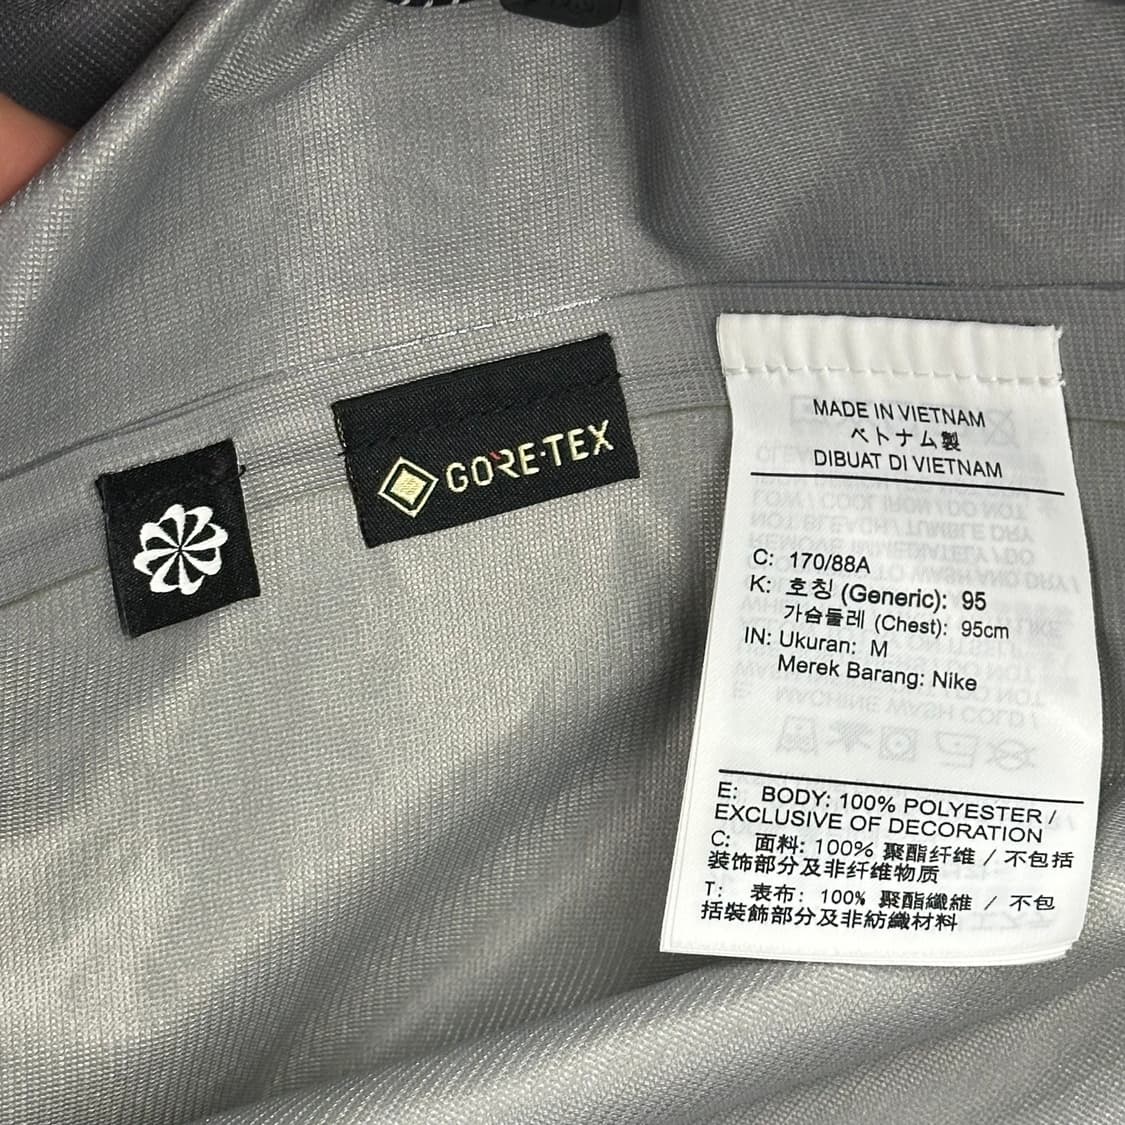 GORE-TEX
MADE IN VIETNAM
ベトナム製
DIBUAT DI VIETNAM
C: 170/88A
K: 호칭 (Generic): 95
가슴둘레 (Chest): 95cm
IN: Ukuran: M
Merek Barang: Nike
E: BODY: 100% POLYESTER /
EXCLUSIVE OF DECORATION
C: 面料: 100% 聚酯纤维 / 不包括
装饰部分及非纤维物质
T: 表布: 100% 聚酯纖維 / 不包
括裝飾部分及非紡織材料